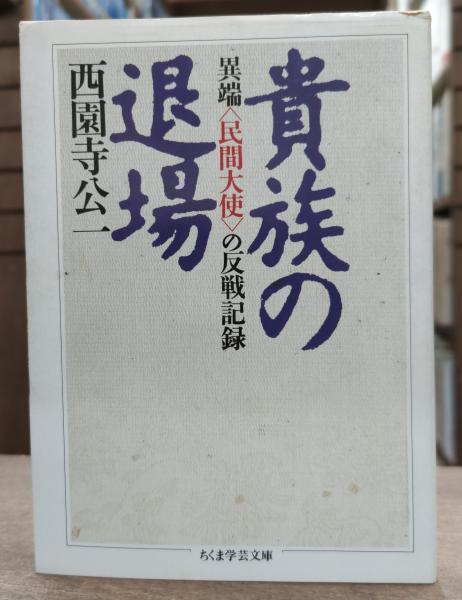 貴族の
退場
異端〈民間大使〉の反戦記録
西園寺公一
ちくま学芸文庫